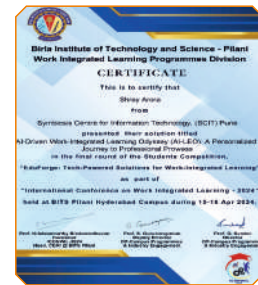 Birla Institute of Technology and Science - Pilani
Work Integrated Learning Programmes Division
CERTIFICATE
This is to certify that
Shray Arora
From
Symbiosis Centre for Information Technology, (SCIT) Pune
presented their solution titled
AI-Driven Work-Integrated Learning Odyssey (AI-LEO): A Personalized
Journey to Professional Prowess
in the final round of the Students Competition,
"EduForge: Tech-Powered Solutions for Work-Integrated Learning"
as part of
"International Conference on Work Integrated Learning - 2024"
held at BITS Pilani Hyderabad Campus during 15-16 Apr 2024.